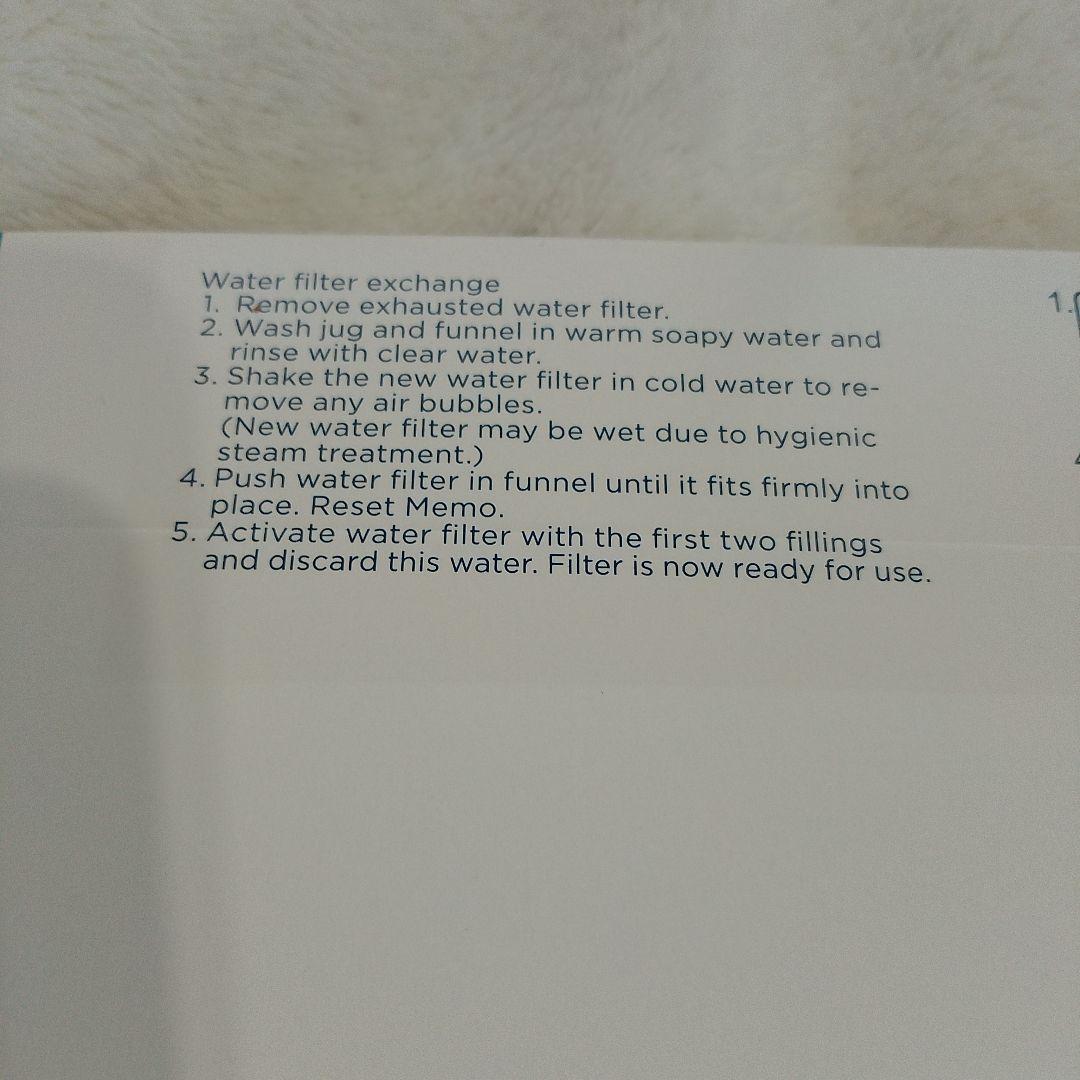 Water filter exchange
1. Remove exhausted water filter.
2. Wash jug and funnel in warm soapy water and
rinse with clear water.
3. Shake the new water filter in cold water to re-
move any air bubbles.
(New water filter may be wet due to hygienic
steam treatment.)
4. Push water filter in funnel until it fits firmly into
place. Reset Memo.
5. Activate water filter with the first two fillings
and discard this water. Filter is now ready for use.
1.